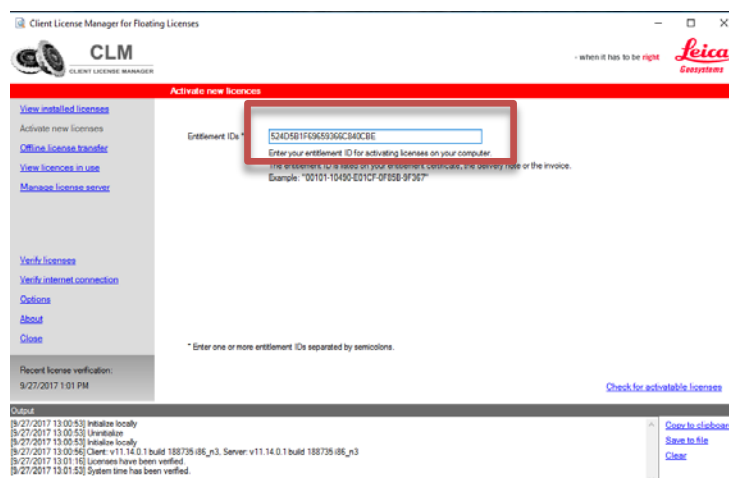 Client License Manager for Floating Licenses
CLM
CLIENT LICENSE MANAGER
- when it has to be right
Leica
Geosystems
Activate new licences
View installed licenses
Activate new licenses
Offline license transfer
View licences in use
Manage license server
Entitlement IDs *
524D5B1F69659366C840CBE
Enter your entitlement ID for activating licenses on your computer.
The entitlement ID is listed on your entitlement certificate, the delivery note or the invoice.
Example: "00101-10490-E01CF-0F85B-9F367"
Verify licenses
Verify internet connection
Options
About
Close
* Enter one or more entitlement IDs separated by semicolons.
Recent license verification:
9/27/2017 1:01 PM
Check for activatable licenses
Output
[9/27/2017 13:00:53] Initialize locally
[9/27/2017 13:00:53] Uninitialize
[9/27/2017 13:00:53] Initialize locally
[9/27/2017 13:00:56] Client: v11.14.0.1 build 188735 i86_n3. Server: v11.14.0.1 build 188735 i86_n3
[9/27/2017 13:01:16] Licenses have been verified.
[9/27/2017 13:01:53] System time has been verified.
Copy to clipboar
Save to file
Clear